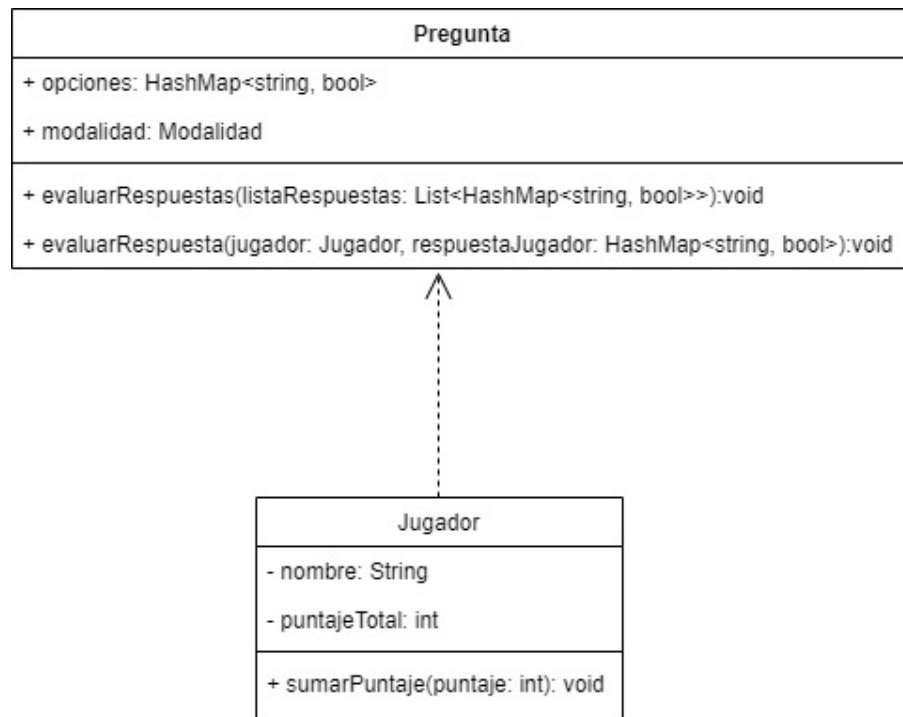 Pregunta
+ opciones: HashMap<string, bool>
+ modalidad: Modalidad
+ evaluarRespuestas(listaRespuestas: List<HashMap<string, bool>>):void
+ evaluarRespuesta(jugador: Jugador, respuestaJugador: HashMap<string, bool>):void
Jugador
- nombre: String
- puntajeTotal: int
+ sumarPuntaje(puntaje: int): void